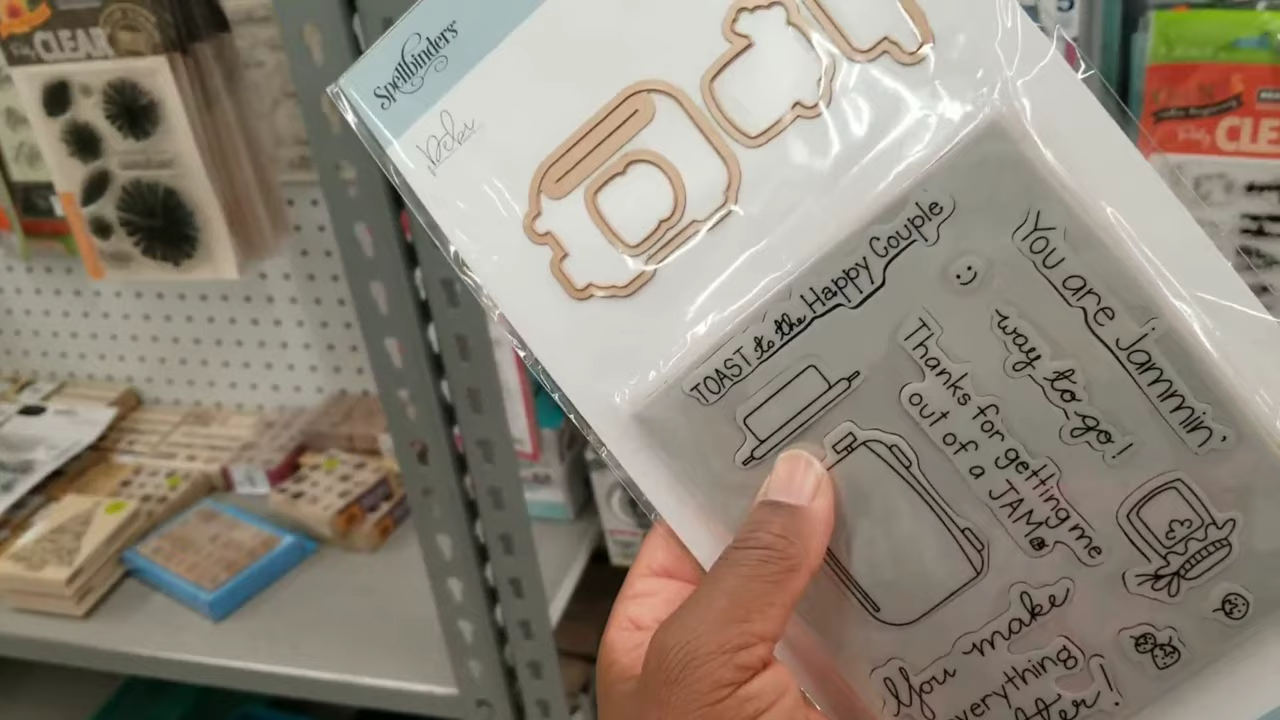 CLEAR
Spellbinders
TOAST to the Happy Couple
You are Jammin'
way to go!
Thanks for getting me
out of a JAM
You make
everything
CLE